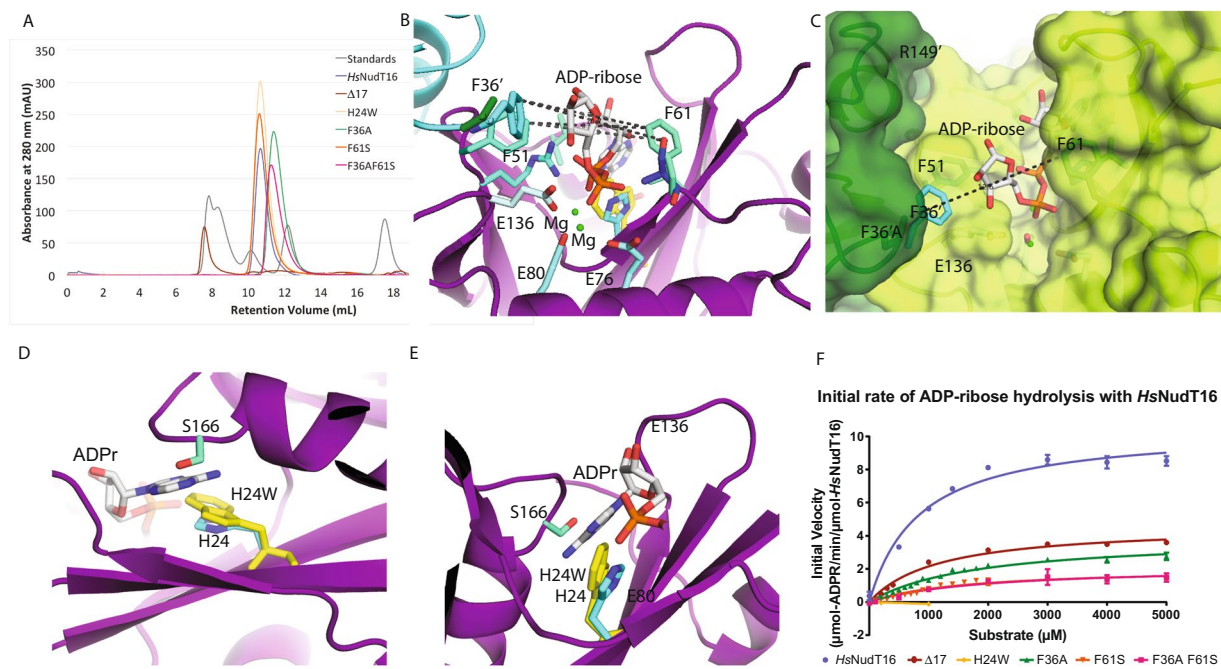 A
Absorbance at 280 nm (mAU)
350
300
250
200
150
100
50
0
0 2 4 6 8 10 12 14 16 18
Retention Volume (mL)
Standards
HsNudT16
Δ17
H24W
F36A
F61S
F36AF61S
B
F36’
ADP-ribose
F61
F51
E136
Mg
Mg
E80
E76
C
R149’
ADP-ribose
F61
F51
F36’
F36’A
E136
D
S166
ADPr
H24W
H24
E
E136
ADPr
S166
H24W
H24
E80
F
Initial rate of ADP-ribose hydrolysis with HsNudT16
Initial Velocity
(µmol-ADPR/min/µmol-HsNudT16)
10
8
6
4
2
0
-2
1000 2000 3000 4000 5000
Substrate (µM)
HsNudT16 Δ17 H24W F36A F61S F36A F61S